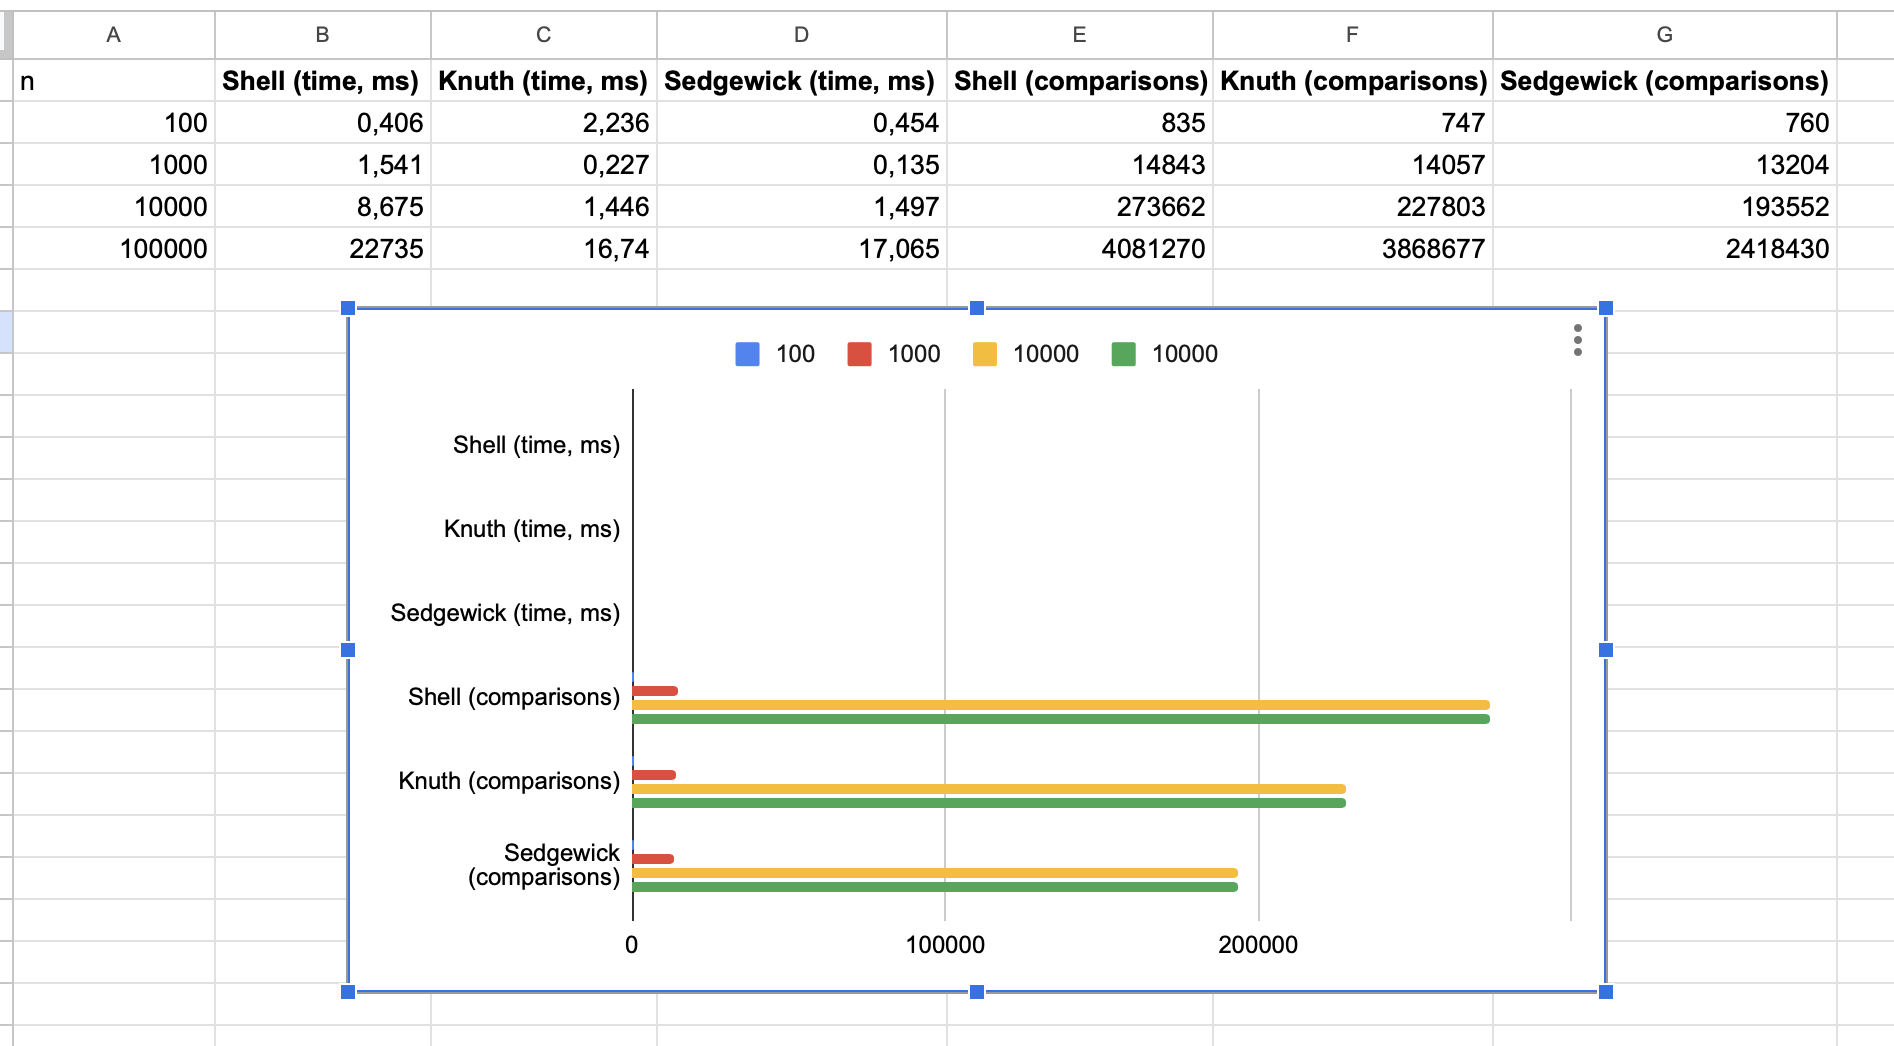 A B C D E F G
n Shell (time, ms) Knuth (time, ms) Sedgewick (time, ms) Shell (comparisons) Knuth (comparisons) Sedgewick (comparisons)
100 0,406 2,236 0,454 835 747 760
1000 1,541 0,227 0,135 14843 14057 13204
10000 8,675 1,446 1,497 273662 227803 193552
100000 22735 16,74 17,065 4081270 3868677 2418430
100 1000 10000 10000
Shell (time, ms)
Knuth (time, ms)
Sedgewick (time, ms)
Shell (comparisons)
Knuth (comparisons)
Sedgewick
(comparisons)
0 100000 200000